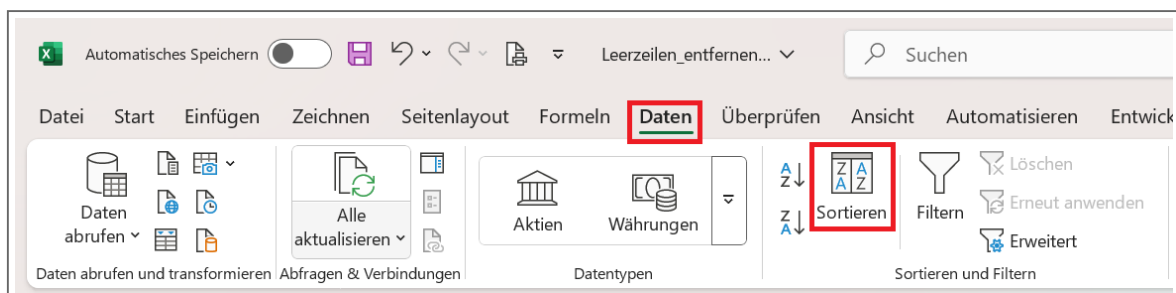 Automatisches Speichern
Leerzeilen_entfernen...
Suchen
Datei Start Einfügen Zeichnen Seitenlayout Formeln Daten Überprüfen Ansicht Automatisieren Entwick
Daten
abrufen
Alle
aktualisieren
Aktien
Währungen
A
Z
Z
A
Z A
A Z
Sortieren
Filtern
Löschen
Erneut anwenden
Erweitert
Daten abrufen und transformieren
Abfragen & Verbindungen
Datentypen
Sortieren und Filtern